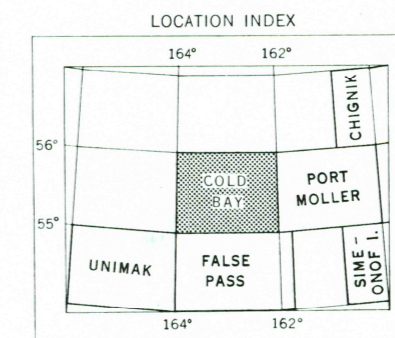 LOCATION INDEX
164° 162°
CHIGNIK
56°
COLD
BAY
PORT
MOLLER
55°
UNIMAK
FALSE
PASS
SIME-
ONOF I.
164° 162°